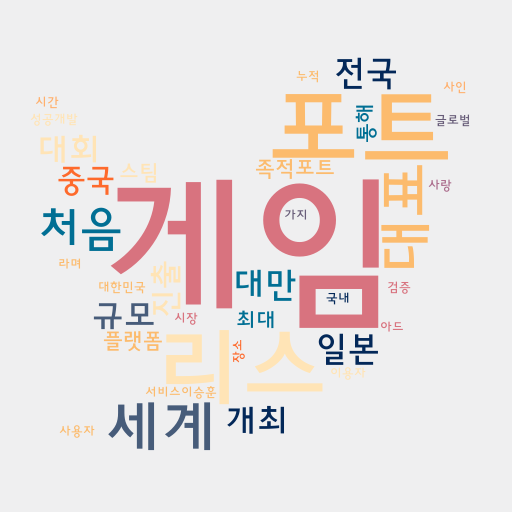 전국
누적
사인
시간
포트
통해
글로벌
대회
족적포트
스팀
중국
대표
사랑
게임
가지
처음
라며
대한민국
진출
대만
국내
검증
규모
시장
최대
아드
플랫폼
리스
장소
일본
서비스이승훈
세계
개최
사용자